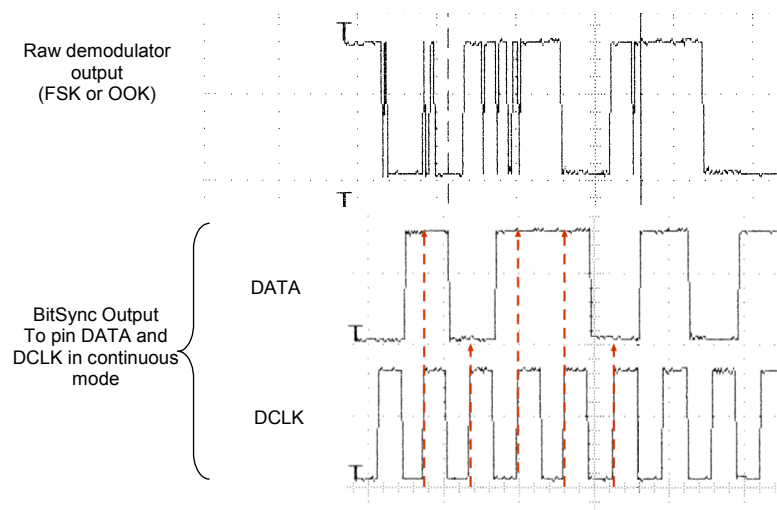 Raw demodulator
output
(FSK or OOK)
DATA
BitSync Output
To pin DATA and
DCLK in continuous
mode
DCLK